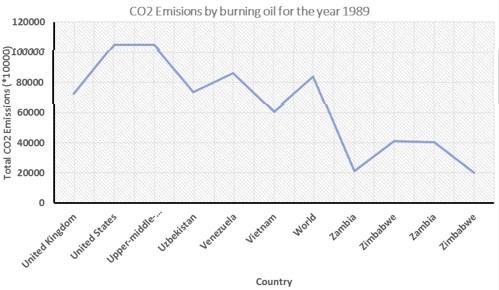 CO2 Emisions by burning oil for the year 1989
Total CO2 Emissions (*10000)
120000
100000
80000
60000
40000
20000
0
United Kingdom
United States
Upper-middle-...
Uzbekistan
Venezuela
Vietnam
World
Zambia
Zimbabwe
Zambia
Zimbabwe
Country